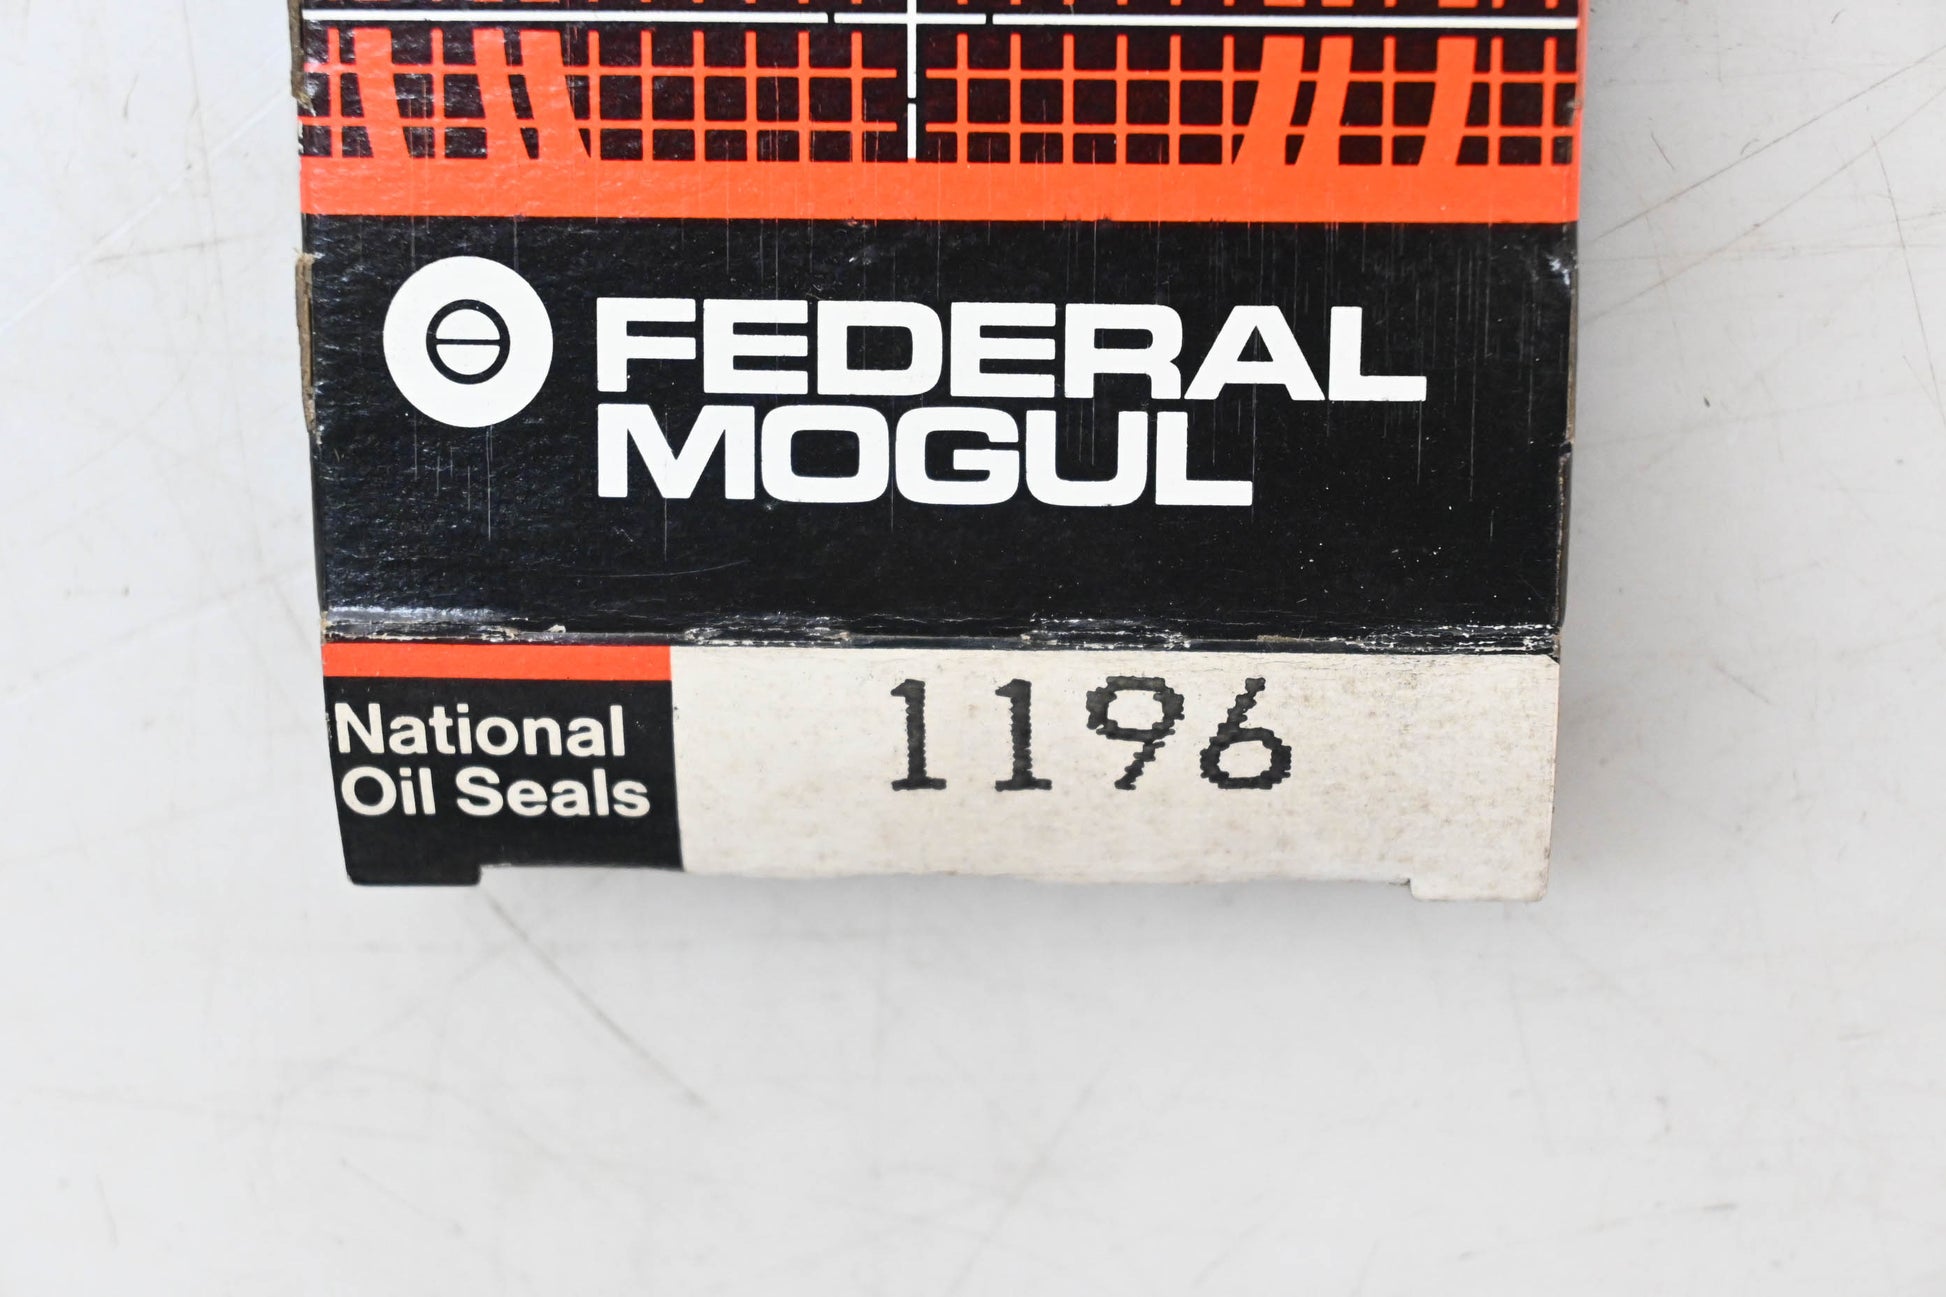 FEDERAL
MOGUL
National
Oil Seals
1196